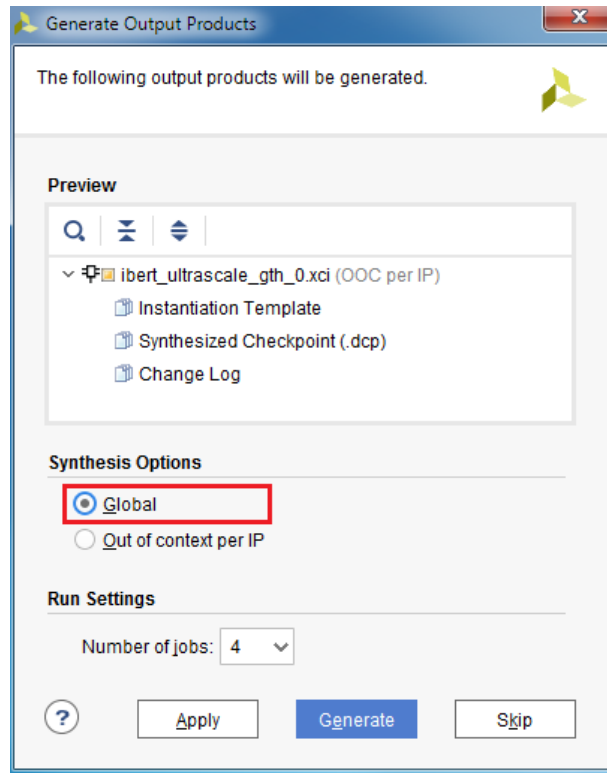 Generate Output Products
The following output products will be generated.
Preview
ibert_ultrascale_gth_0.xci (OOC per IP)
Instantiation Template
Synthesized Checkpoint (.dcp)
Change Log
Synthesis Options
Global
Out of context per IP
Run Settings
Number of jobs: 4
? Apply Generate Skip